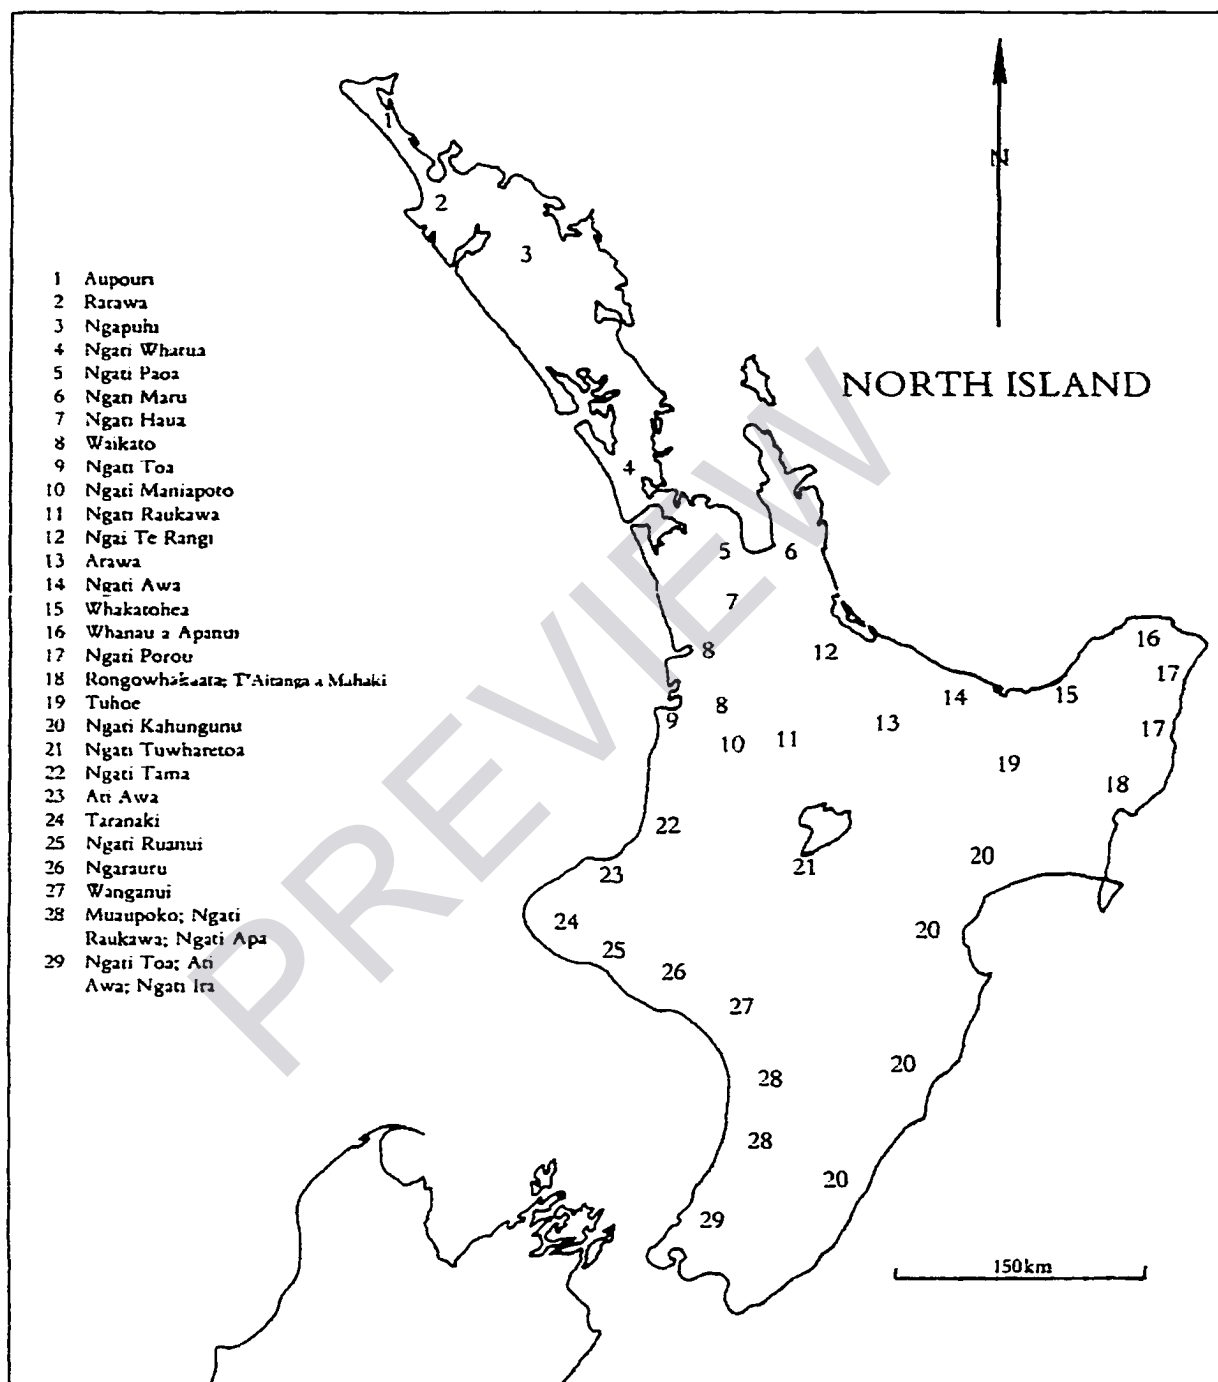 N
NORTH ISLAND
1 Aupouri
2 Rarawa
3 Ngapuhi
4 Ngati Whatua
5 Ngati Paoa
6 Ngati Maru
7 Ngati Haua
8 Waikato
9 Ngati Toa
10 Ngati Maniapoto
11 Ngati Raukawa
12 Ngai Te Rangi
13 Arawa
14 Ngati Awa
15 Whakatohea
16 Whanau a Apanui
17 Ngati Porou
18 Rongowhakaata; T'Aitanga a Mahaki
19 Tuhoe
20 Ngati Kahungunu
21 Ngati Tuwharetoa
22 Ngati Tama
23 Ati Awa
24 Taranaki
25 Ngati Ruanui
26 Ngarauru
27 Wanganui
28 Muaupoko; Ngati
Raukawa; Ngati Apa
29 Ngati Toa; Ati
Awa; Ngati Ira
1
2
3
4
5 6
7
8 12 16
17
9 8 13 14 15
10 11 17
19
18
22
23 21 20
24 20
25
26
27
28 20
28
20
29
150km
PREVIEW